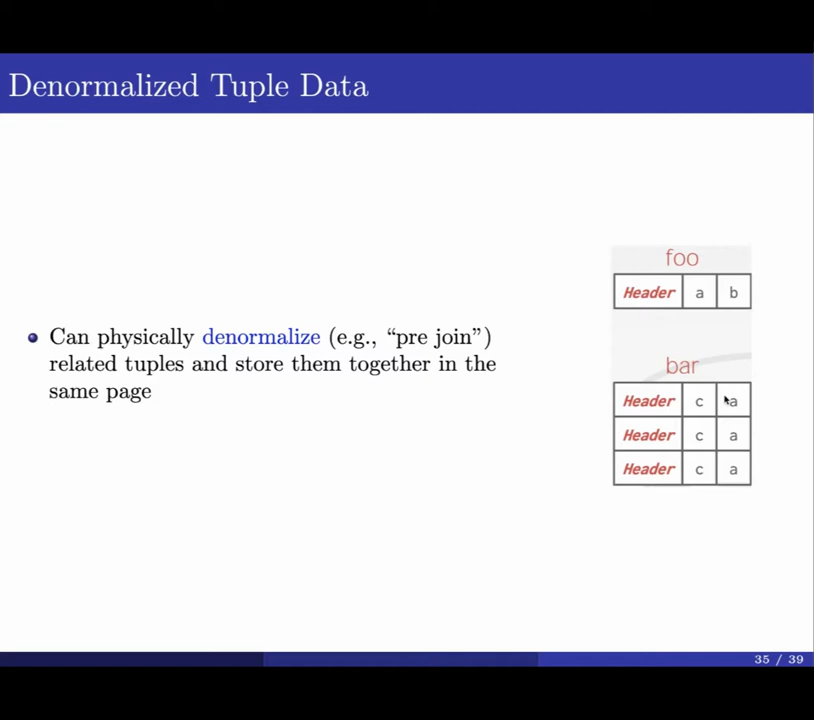 Denormalized Tuple Data
Can physically denormalize (e.g., “pre join”)
related tuples and store them together in the
same page
foo
Header a b
bar
Header c a
Header c a
Header c a
35 / 39